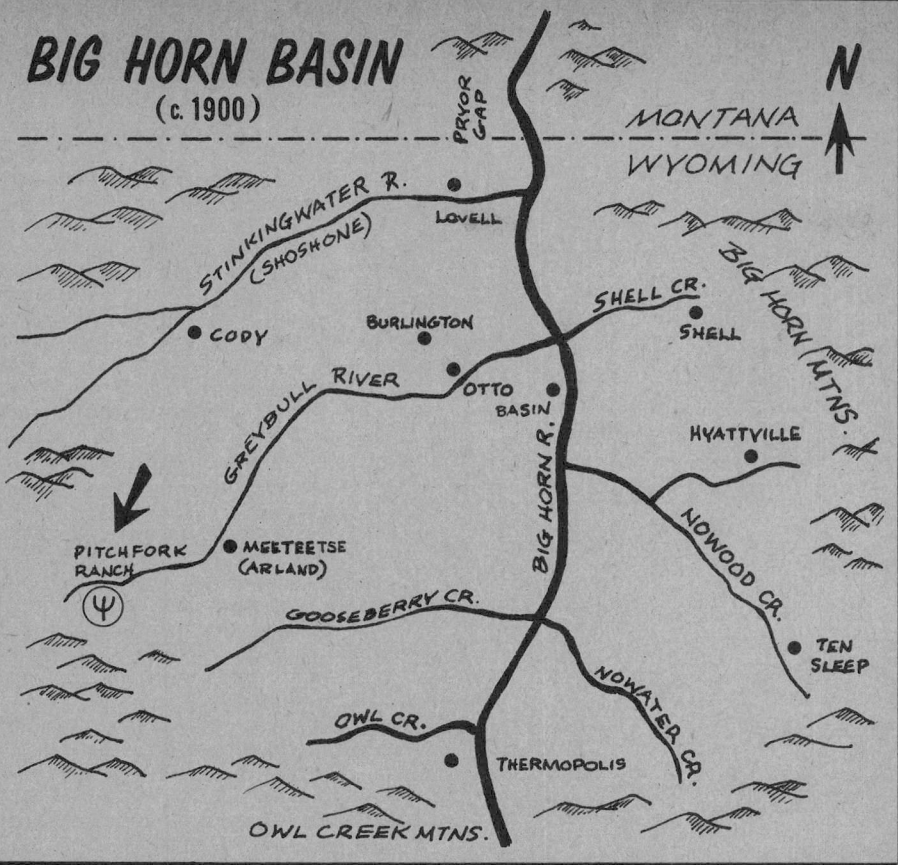 BIG HORN BASIN
(c. 1900)
N
PRYOR
GAP
MONTANA
WYOMING
STINKINGWATER R.
(SHOSHONE)
LOVELL
BIG HORN MTNS.
SHELL CR.
SHELL
CODY
BURLINGTON
OTTO
BASIN
GREYBULL RIVER
HYATTVILLE
BIG HORN R.
NOWOOD CR.
PITCHFORK
RANCH
MEETEETSE
(ARLAND)
GOOSEBERRY CR.
TEN
SLEEP
NOWATER CR.
OWL CR.
THERMOPOLIS
OWL CREEK MTNS.